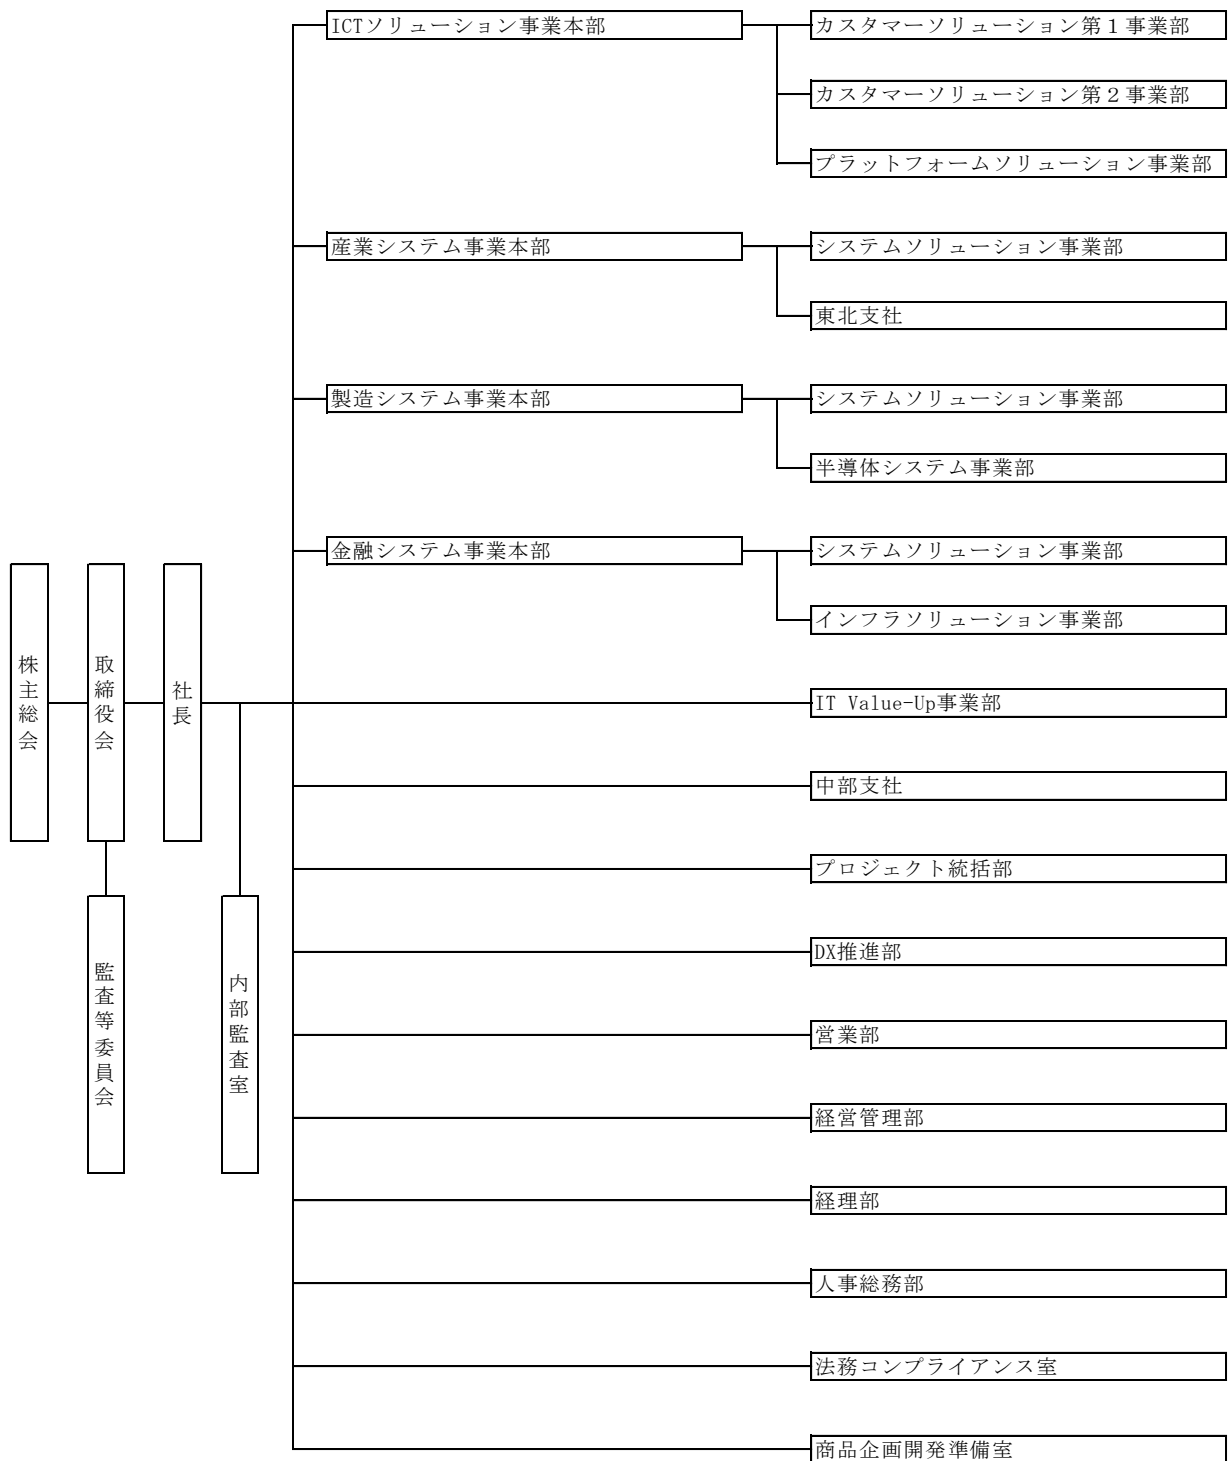 ICTソリューション事業本部
カスタマーソリューション第１事業部
カスタマーソリューション第２事業部
プラットフォームソリューション事業部
産業システム事業本部
システムソリューション事業部
東北支社
製造システム事業本部
システムソリューション事業部
半導体システム事業部
金融システム事業本部
システムソリューション事業部
インフラソリューション事業部
株主総会
取締役会
社長
IT Value-Up事業部
中部支社
プロジェクト統括部
監査等委員会
内部監査室
DX推進部
営業部
経営管理部
経理部
人事総務部
法務コンプライアンス室
商品企画開発準備室